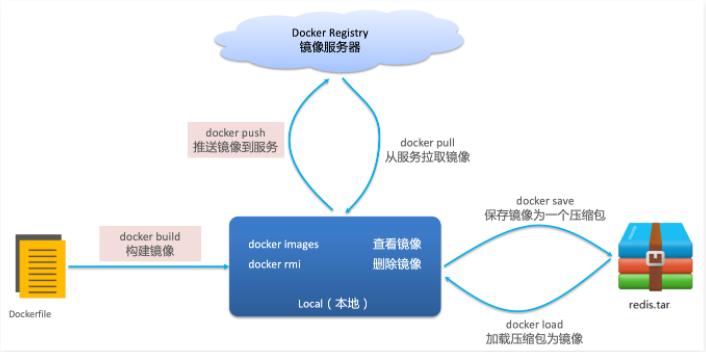 Docker Registry
镜像服务器
docker push
推送镜像到服务
docker pull
从服务拉取镜像
docker save
保存镜像为一个压缩包
docker build
构建镜像
docker images 查看镜像
docker rmi 删除镜像
Local（本地）
redis.tar
Dockerfile
docker load
加载压缩包为镜像